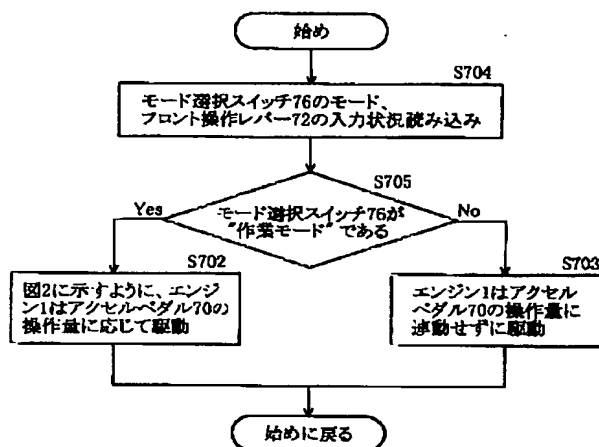 始め
S704
モード選択スイッチ76のモード、
フロント操作レバー72の入力状況読み込み
S705
モード選択スイッチ76が
"作業モード"である
Yes
No
S702
図2に示すように、エンジ
ン1はアクセルペダル70の
操作量に応じて駆動
S703
エンジン1はアクセル
ペダル70の操作量に
連動せずに駆動
始めに戻る